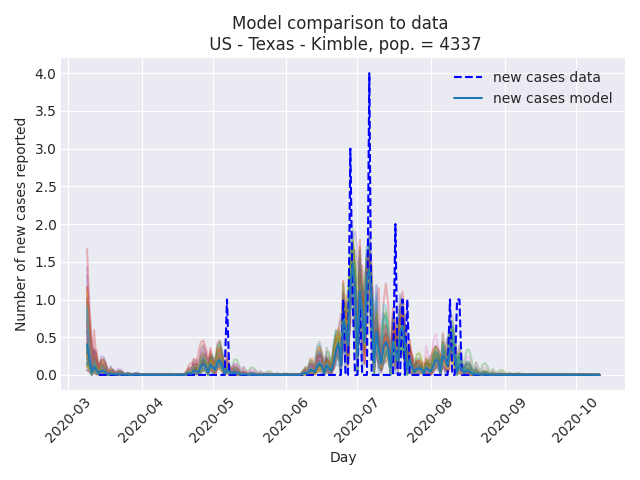 Model comparison to data
US - Texas - Kimble, pop. = 4337
new cases data
new cases model
Number of new cases reported
4.0
3.5
3.0
2.5
2.0
1.5
1.0
0.5
0.0
2020-03
2020-04
2020-05
2020-06
2020-07
2020-08
2020-09
2020-10
Day